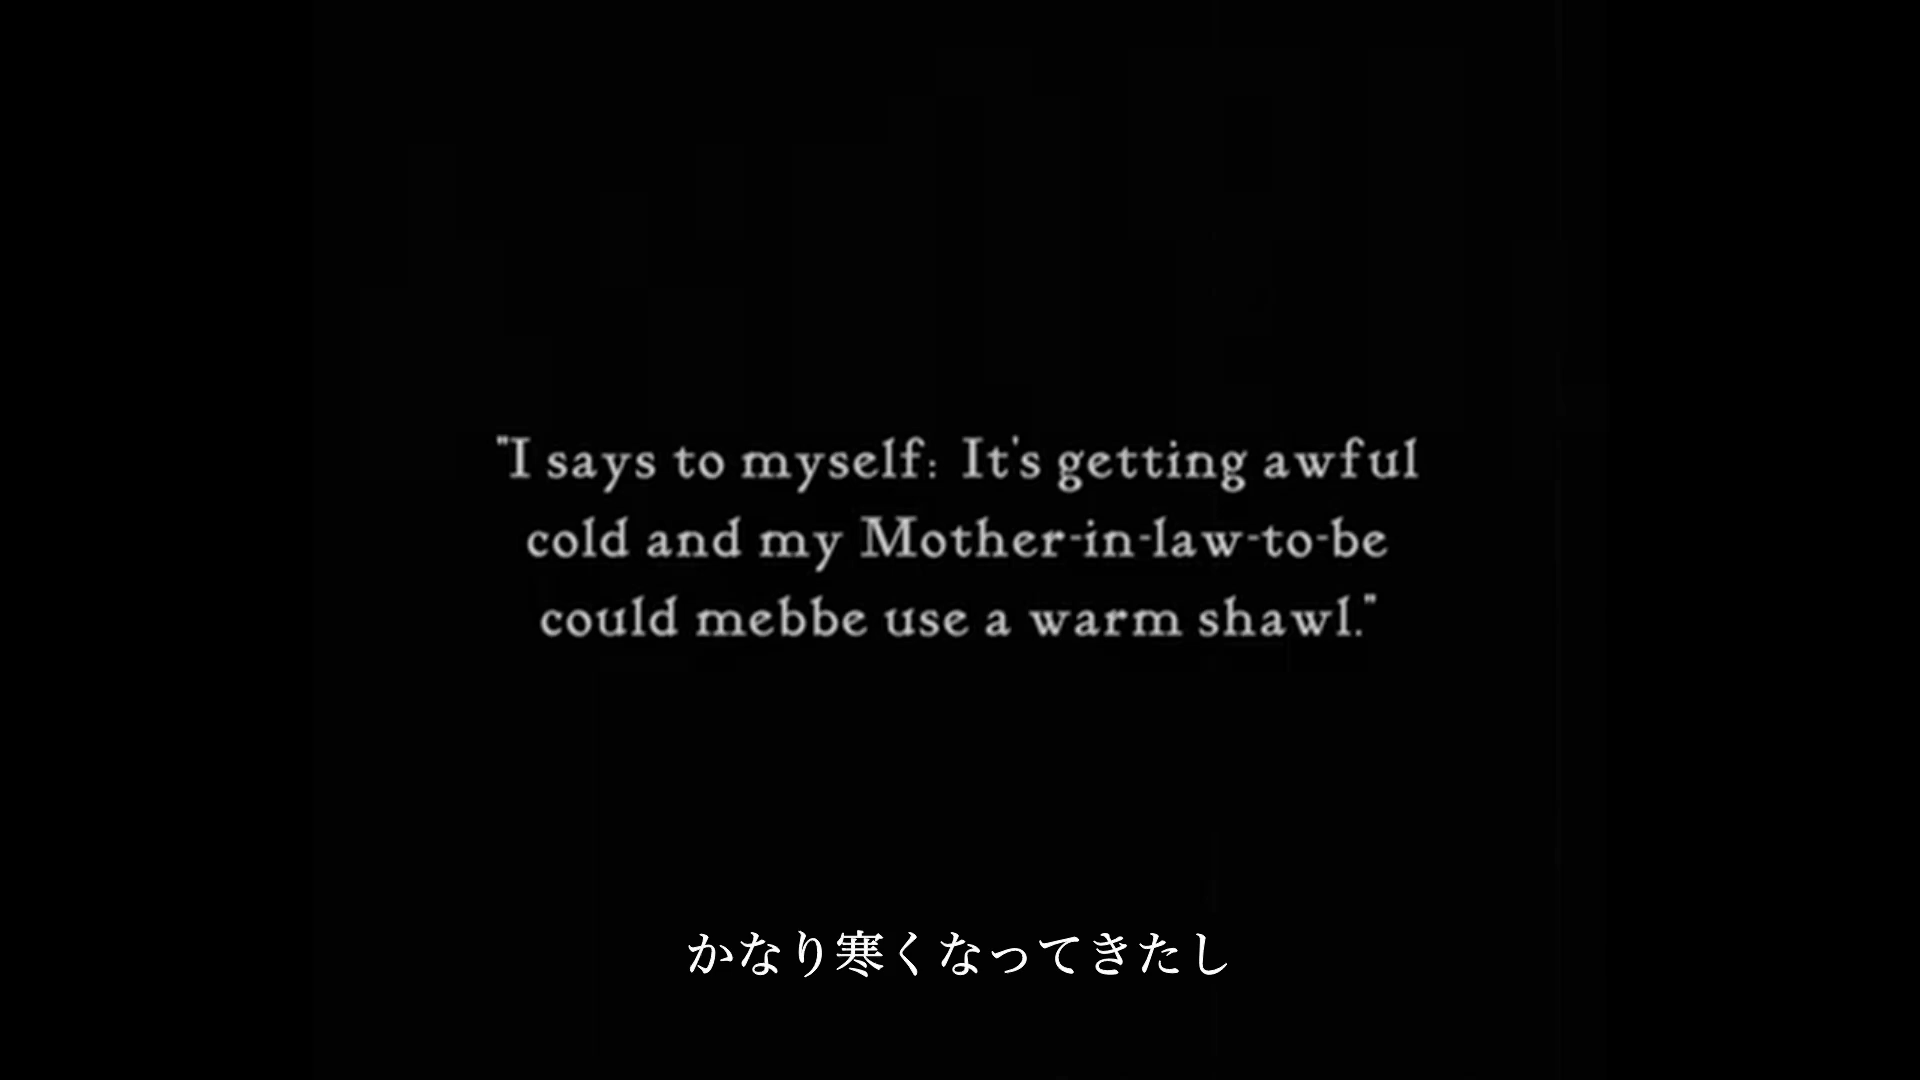 "I says to myself: It's getting awful
cold and my Mother-in-law-to-be
could mebbe use a warm shawl."
かなり寒くなってきたし